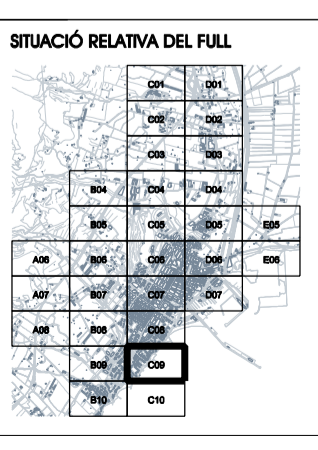 SITUACIÓ RELATIVA DEL FULL
C01 D01
C02 D02
C03 D03
B04 C04 D04
B05 C05 D05 E05
A06 B06 C06 D06 E06
A07 B07 C07 D07
A08 B08 C08
B09 C09
B10 C10